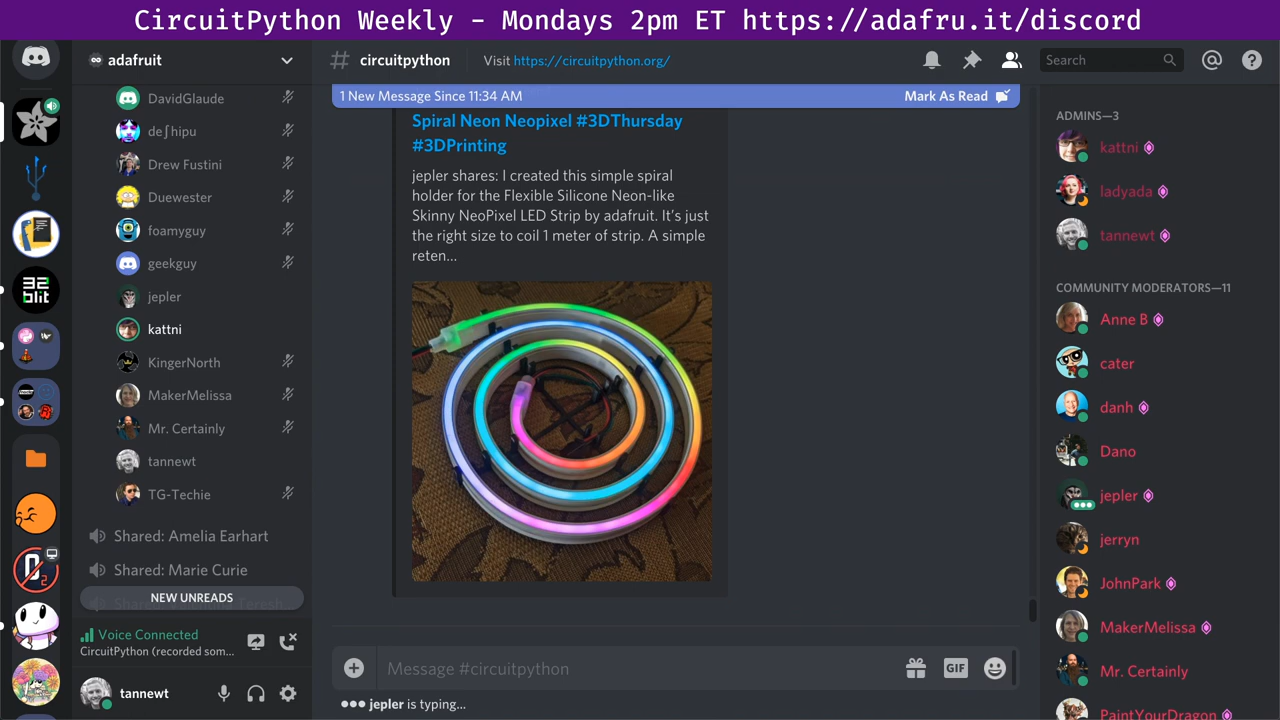 CircuitPython Weekly - Mondays 2pm ET https://adafru.it/discord
adafruit
DavidGlaude
de∫hipu
Drew Fustini
Duewester
foamyguy
geekguy
jepler
kattni
KingerNorth
MakerMelissa
Mr. Certainly
tannewt
TG-Techie
Shared: Amelia Earhart
Shared: Marie Curie
NEW UNREADS
Voice Connected
CircuitPython (recorded som...
tannewt
32
blit
2
# circuitpython
Visit https://circuitpython.org/
Search
1 New Message Since 11:34 AM
Mark As Read
Spiral Neon Neopixel #3DThursday
#3DPrinting
jepler shares: I created this simple spiral
holder for the Flexible Silicone Neon-like
Skinny NeoPixel LED Strip by adafruit. It's just
the right size to coil 1 meter of strip. A simple
reten...
Message #circuitpython
GIF
jepler is typing...
ADMINS—3
kattni
ladyada
tannewt
COMMUNITY MODERATORS—11
Anne B
cater
danh
Dano
jepler
jerryn
JohnPark
MakerMelissa
Mr. Certainly
PaintYourDragon